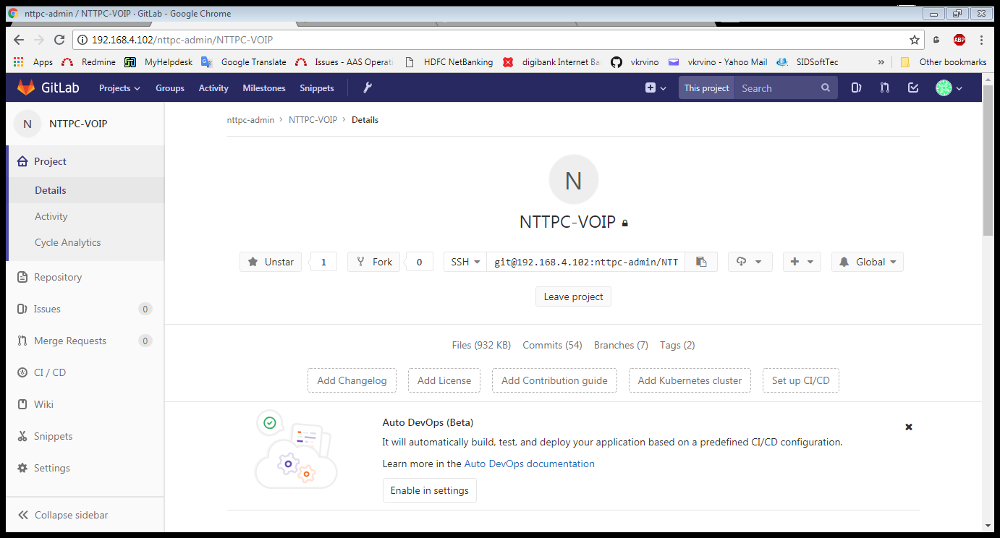 nttpc-admin / NTTPC-VOIP · GitLab - Google Chrome
192.168.4.102/nttpc-admin/NTTPC-VOIP
ABP
Apps Redmine MyHelpdesk Google Translate Issues - AAS Operati HDFC NetBanking digibank Internet Ba vkrvino vkrvino - Yahoo Mail SIDSoftTec » Other bookmarks
GitLab Projects Groups Activity Milestones Snippets This project Search
N NTTPC-VOIP
Project
Details
Activity
Cycle Analytics
Repository
Issues 0
Merge Requests 0
CI / CD
Wiki
Snippets
Settings
Collapse sidebar
nttpc-admin > NTTPC-VOIP > Details
N
NTTPC-VOIP
Unstar 1 Fork 0 SSH git@192.168.4.102:nttpc-admin/NTT Global
Leave project
Files (932 KB) Commits (54) Branches (7) Tags (2)
Add Changelog Add License Add Contribution guide Add Kubernetes cluster Set up CI/CD
Auto DevOps (Beta)
It will automatically build, test, and deploy your application based on a predefined CI/CD configuration.
Learn more in the Auto DevOps documentation
Enable in settings